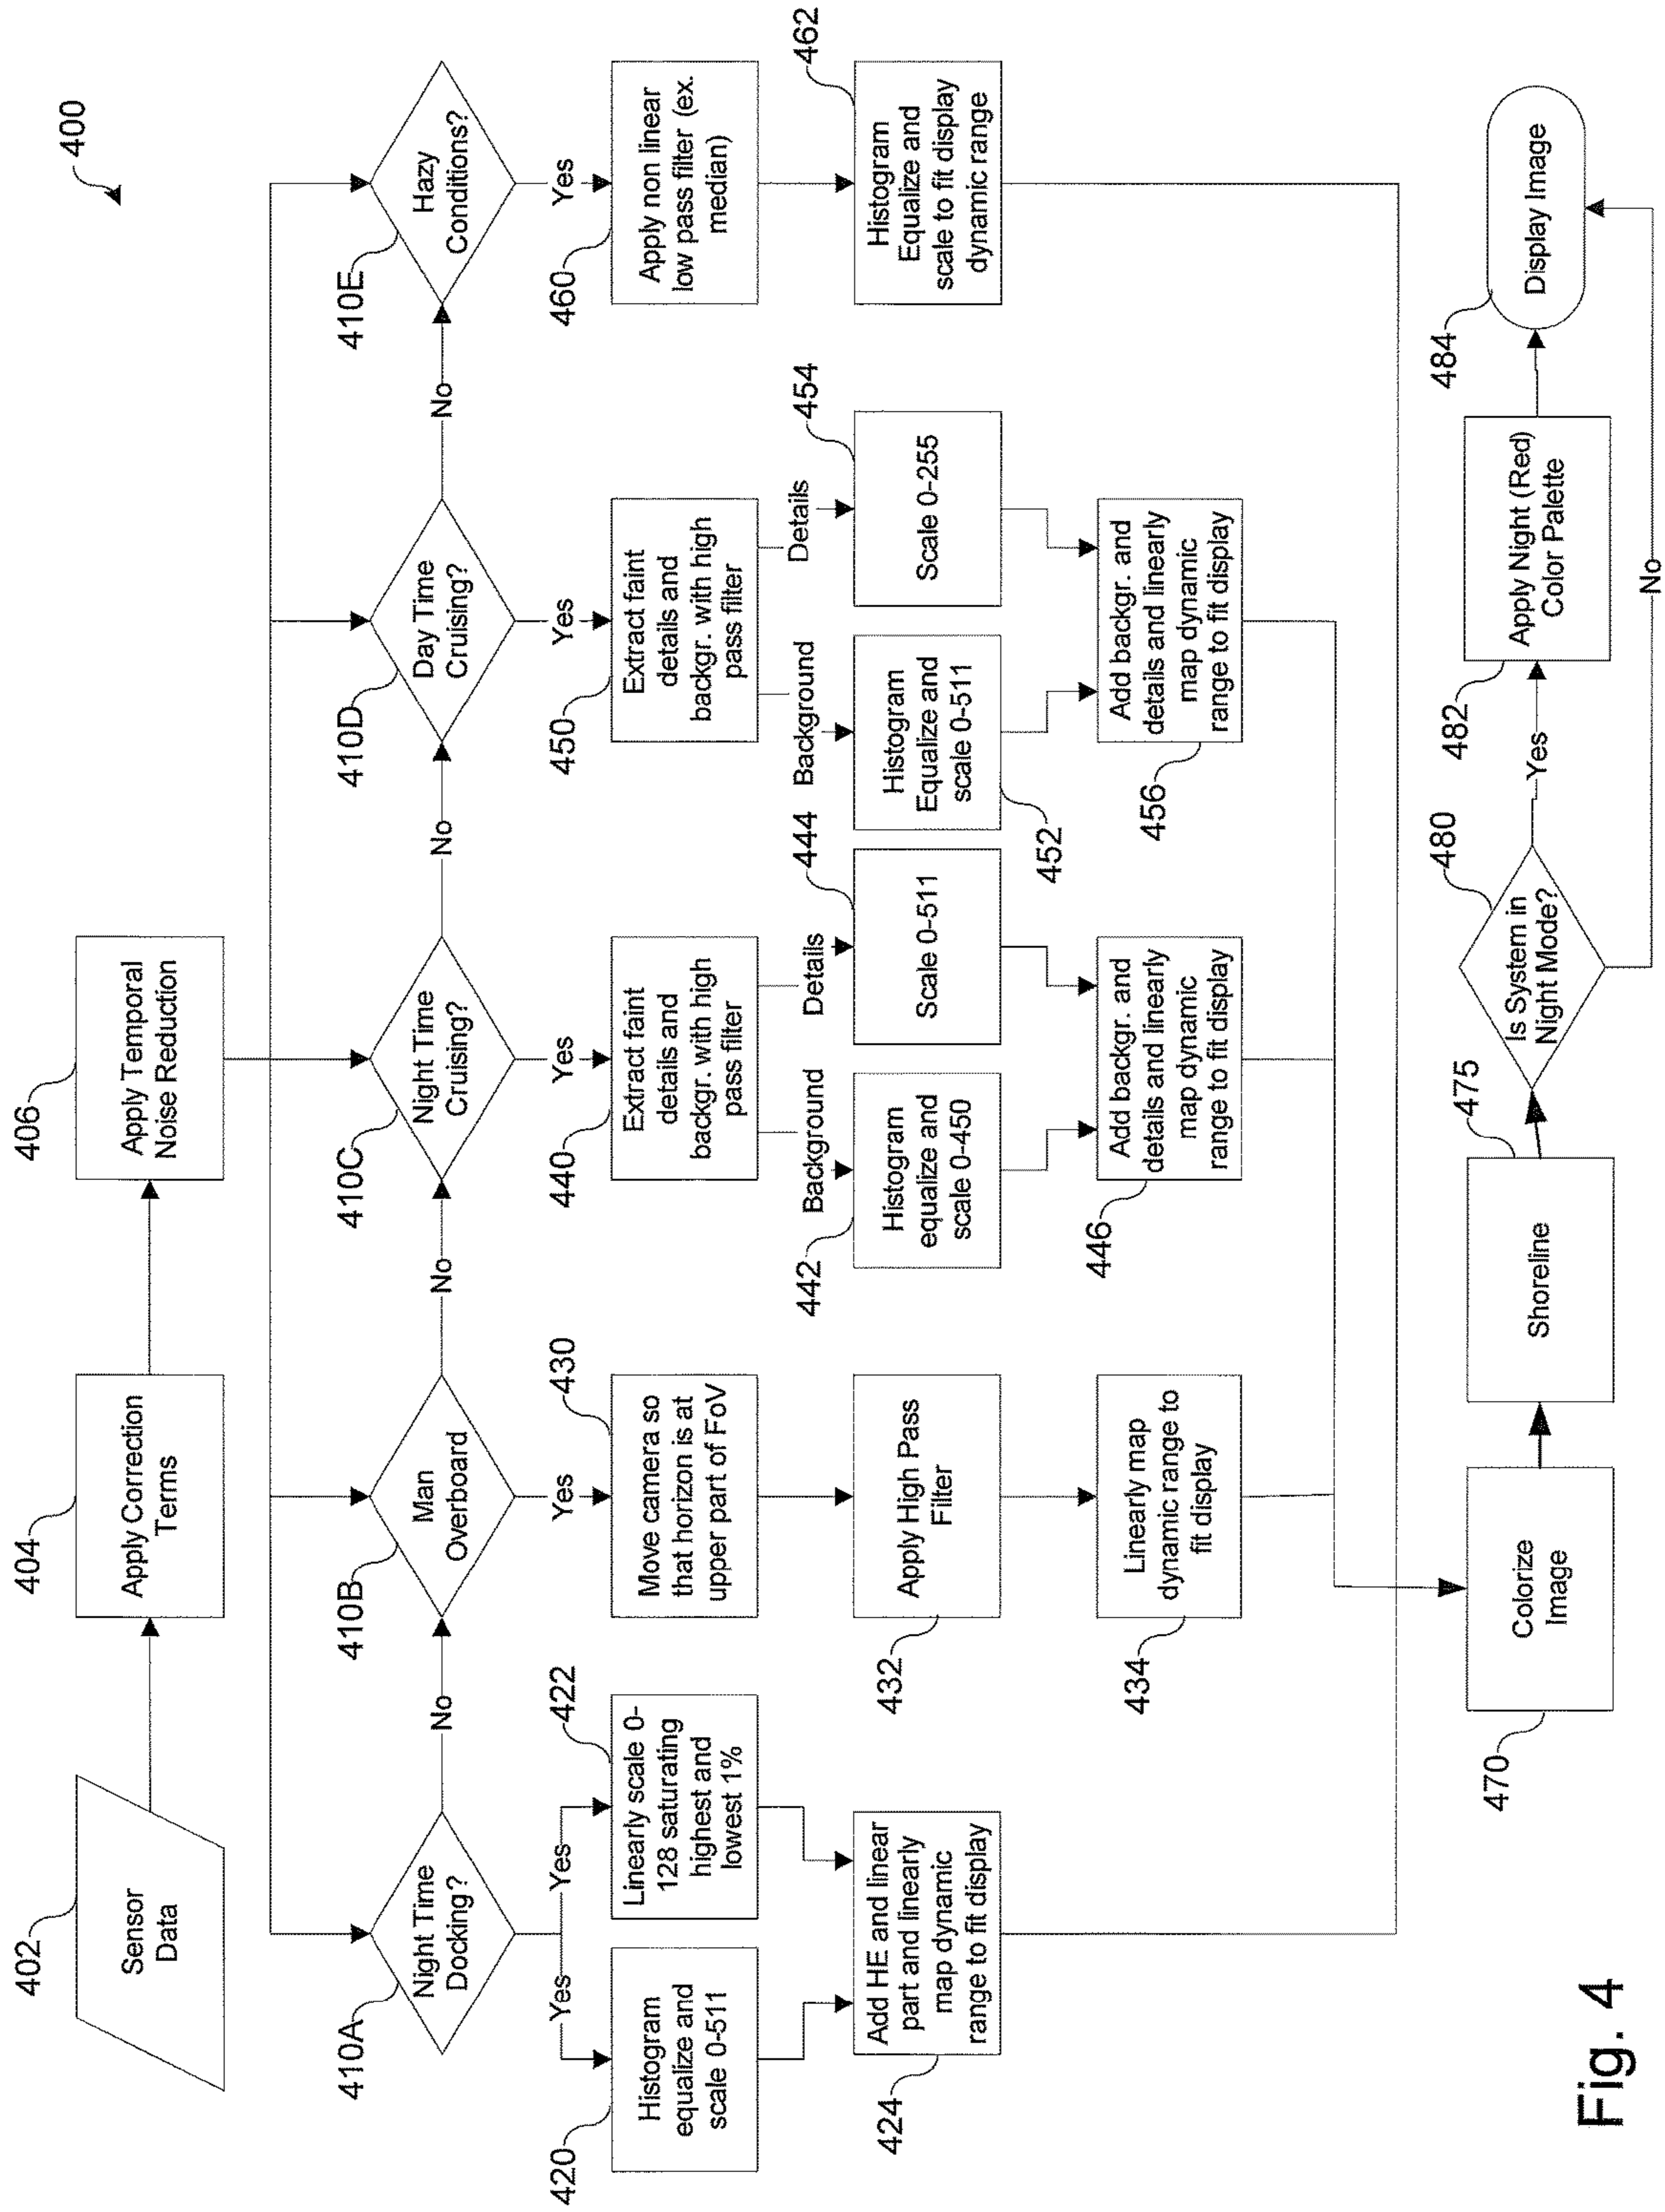 400
402
Sensor
Data
404
Apply Correction
Terms
406
Apply Temporal
Noise Reduction
410A
Night Time
Docking?
No
410B
Man
Overboard
No
410C
Night Time
Cruising?
No
410D
Day Time
Cruising?
No
410E
Hazy
Conditions?
Yes
Yes
Yes
Yes
Yes
Yes
420
Histogram
equalize and
scale 0-511
422
Linearly scale 0-
128 saturating
highest and
lowest 1%
424
Add HE and linear
part and linearly
map dynamic
range to fit display
430
Move camera so
that horizon is at
upper part of FoV
432
Apply High Pass
Filter
434
Linearly map
dynamic range to
fit display
440
Extract faint
details and
backgr. with high
pass filter
Background
Details
442
Histogram
equalize and
scale 0-450
444
Scale 0-511
446
Add backgr. and
details and linearly
map dynamic
range to fit display
450
Extract faint
details and
backgr. with high
pass filter
Background
Details
452
Histogram
Equalize and
scale 0-511
454
Scale 0-255
456
Add backgr. and
details and linearly
map dynamic
range to fit display
460
Apply non linear
low pass filter (ex.
median)
462
Histogram
Equalize and
scale to fit display
dynamic range
470
Colorize
Image
475
Shoreline
480
Is System in
Night Mode?
Yes
No
482
Apply Night (Red)
Color Palette
484
Display Image
Fig. 4